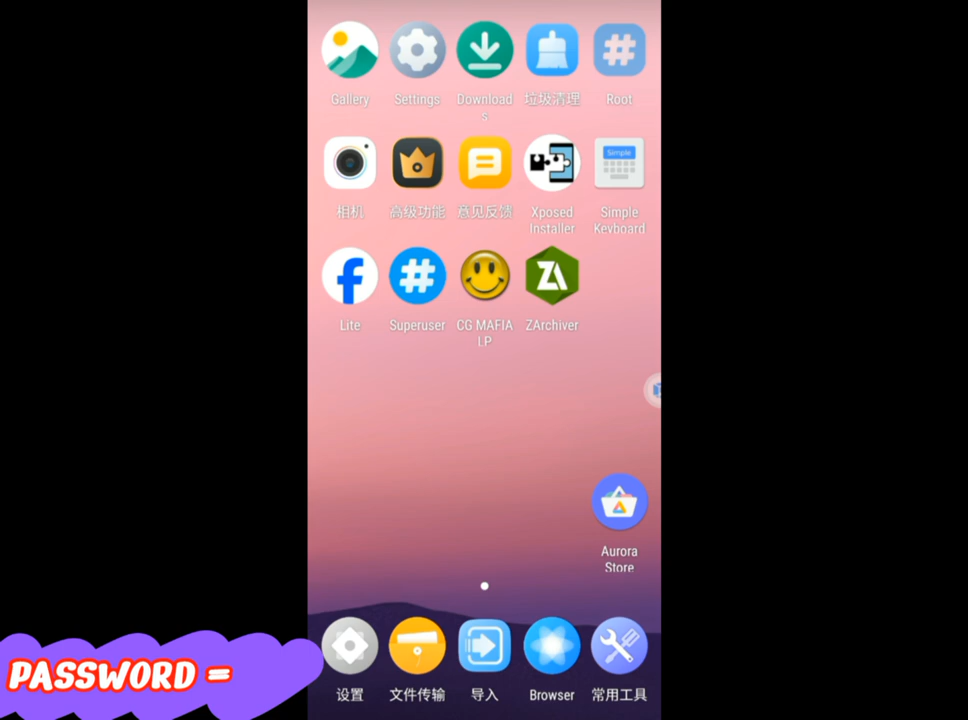 Gallery
Settings
Download
s
垃圾清理
Root
相机
高级功能
意见反馈
Xposed
Installer
Simple
Simple
Keyboard
Lite
Superuser
CG MAFIA
LP
ZA
ZArchiver
Aurora
Store
设置
文件传输
导入
Browser
常用工具
PASSWORD =